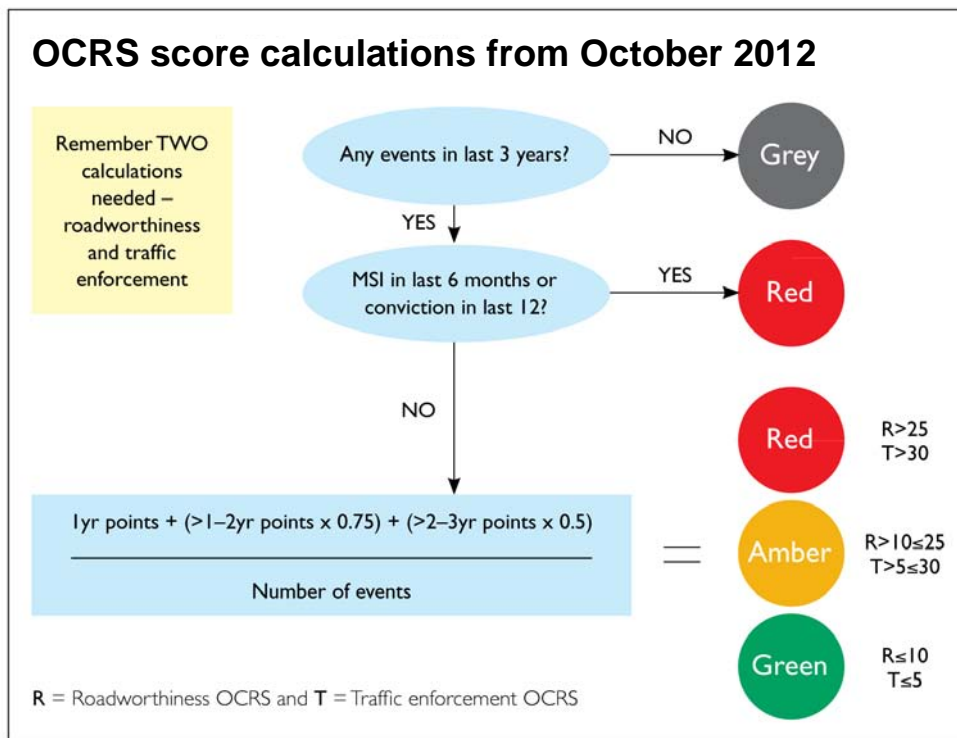 OCRS score calculations from October 2012
Remember TWO
calculations
needed –
roadworthiness
and traffic
enforcement
Any events in last 3 years?
NO
Grey
YES
MSI in last 6 months or
conviction in last 12?
YES
Red
NO
Red
R>25
T>30
1yr points + (>1–2yr points x 0.75) + (>2–3yr points x 0.5)
Number of events
=
Amber
R>10≤25
T>5≤30
Green
R≤10
T≤5
R = Roadworthiness OCRS and T = Traffic enforcement OCRS